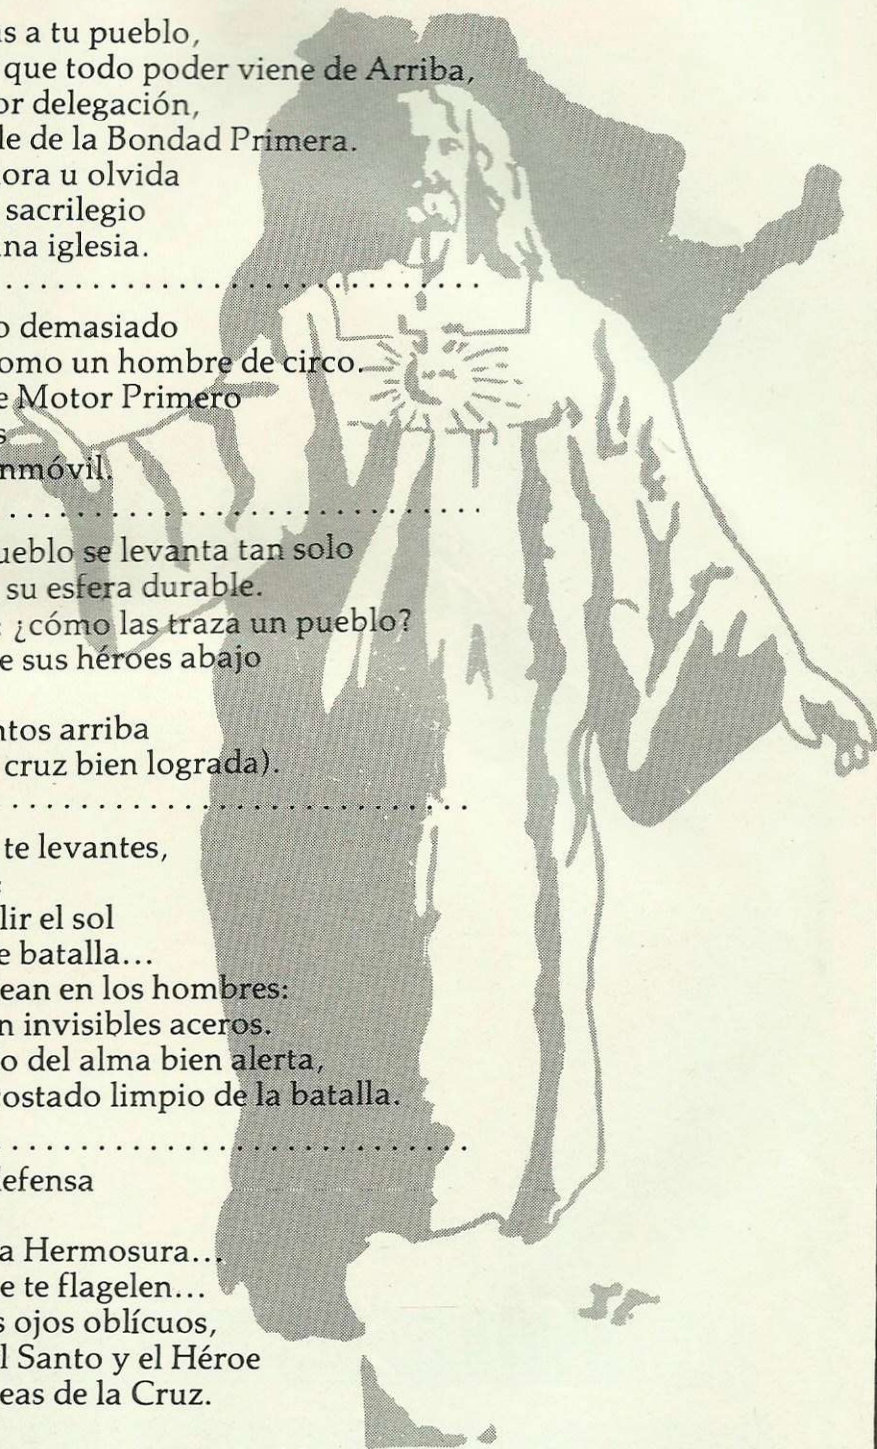 s a tu pueblo,
que todo poder viene de Arriba,
or delegación,
le de la Bondad Primera.
ora u olvida
sacrilegio
na iglesia.
. . . . . . . . . . . . . . . . . . . . . . . . . . . .
o demasiado
omo un hombre de circo.
e Motor Primero
s
nmóvil.
. . . . . . . . . . . . . . . . . . . . . . . . . . . .
ueblo se levanta tan solo
su esfera durable.
: ¿cómo las traza un pueblo?
e sus héroes abajo
ntos arriba
cruz bien lograda).
. . . . . . . . . . . . . . . . . . . . . . . . . . . .
te levantes,
:
lir el sol
e batalla...
ean en los hombres:
n invisibles aceros.
o del alma bien alerta,
ostado limpio de la batalla.
. . . . . . . . . . . . . . . . . . . . . . . . . . . .
efensa
a Hermosura...
e te flagelen...
s ojos oblícuos,
l Santo y el Héroe
eas de la Cruz.